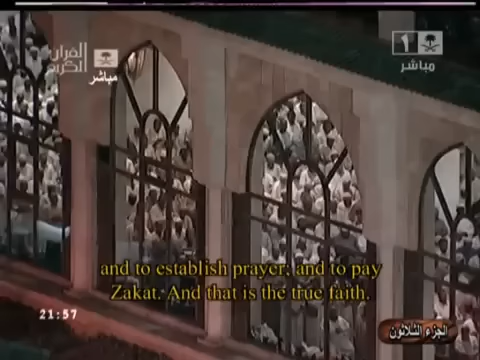 القرآن
الكريم
مباشر
1
مباشر
and to establish prayer; and to pay
Zakat. And that is the true faith.
21:57
الجزء الثلاثون